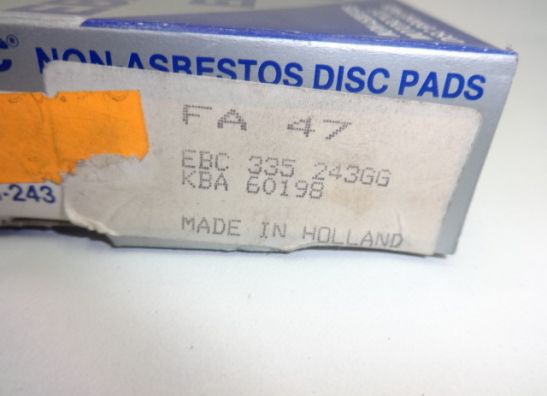 NON ASBESTOS DISC PADS
FA 47
EBC 335 243GG
KBA 60198
-243
MADE IN HOLLAND